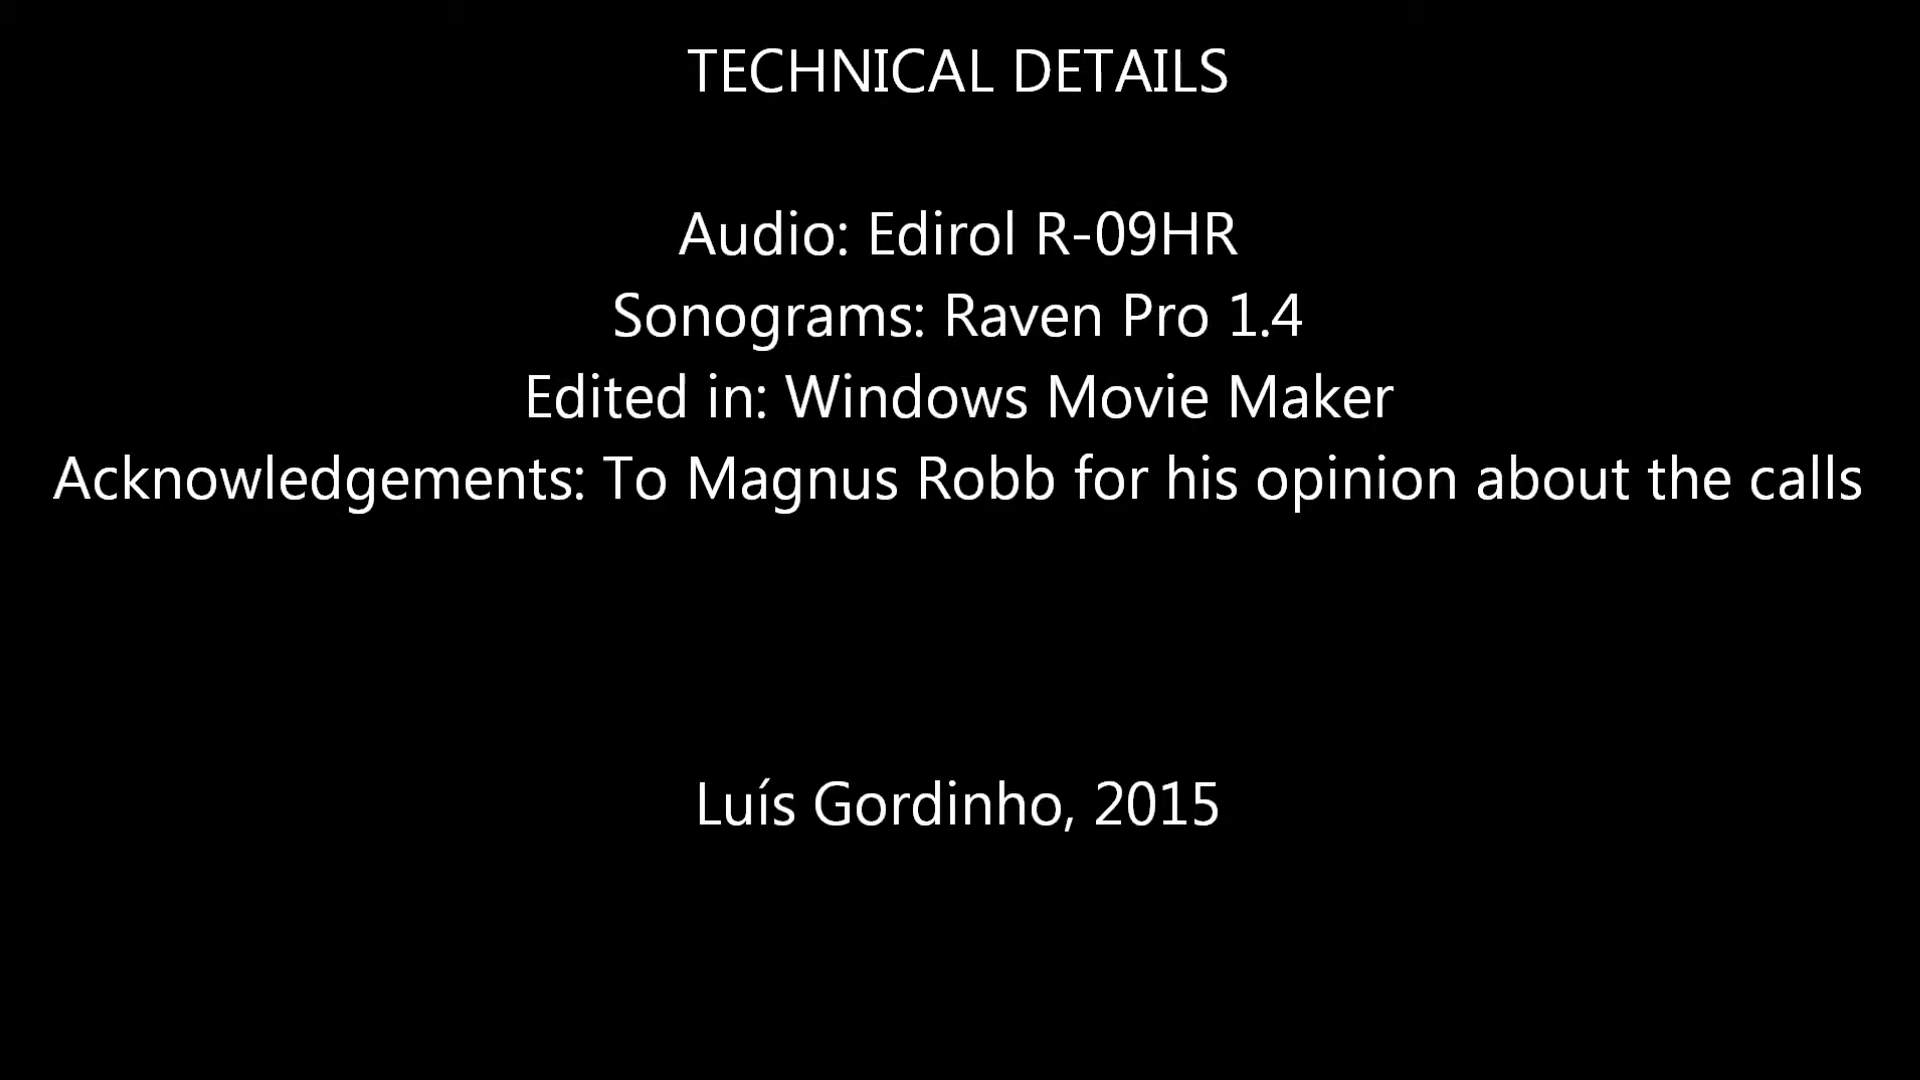 TECHNICAL DETAILS
Audio: Edirol R-09HR
Sonograms: Raven Pro 1.4
Edited in: Windows Movie Maker
Acknowledgements: To Magnus Robb for his opinion about the calls
Luís Gordinho, 2015